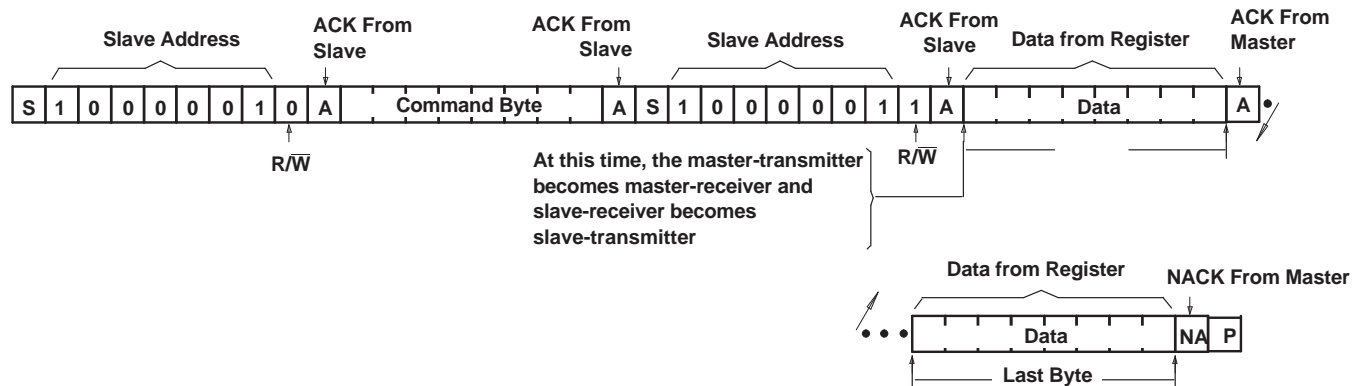 Slave Address
ACK From
Slave
ACK From
Slave
Slave Address
ACK From
Slave
Data from Register
ACK From
Master
S 1 0 0 0 0 0 1 0 A Command Byte A S 1 0 0 0 0 0 1 1 A Data A
R/W̅
R/W̅
At this time, the master-transmitter
becomes master-receiver and
slave-receiver becomes
slave-transmitter
Data from Register
NACK From Master
Data NA P
Last Byte